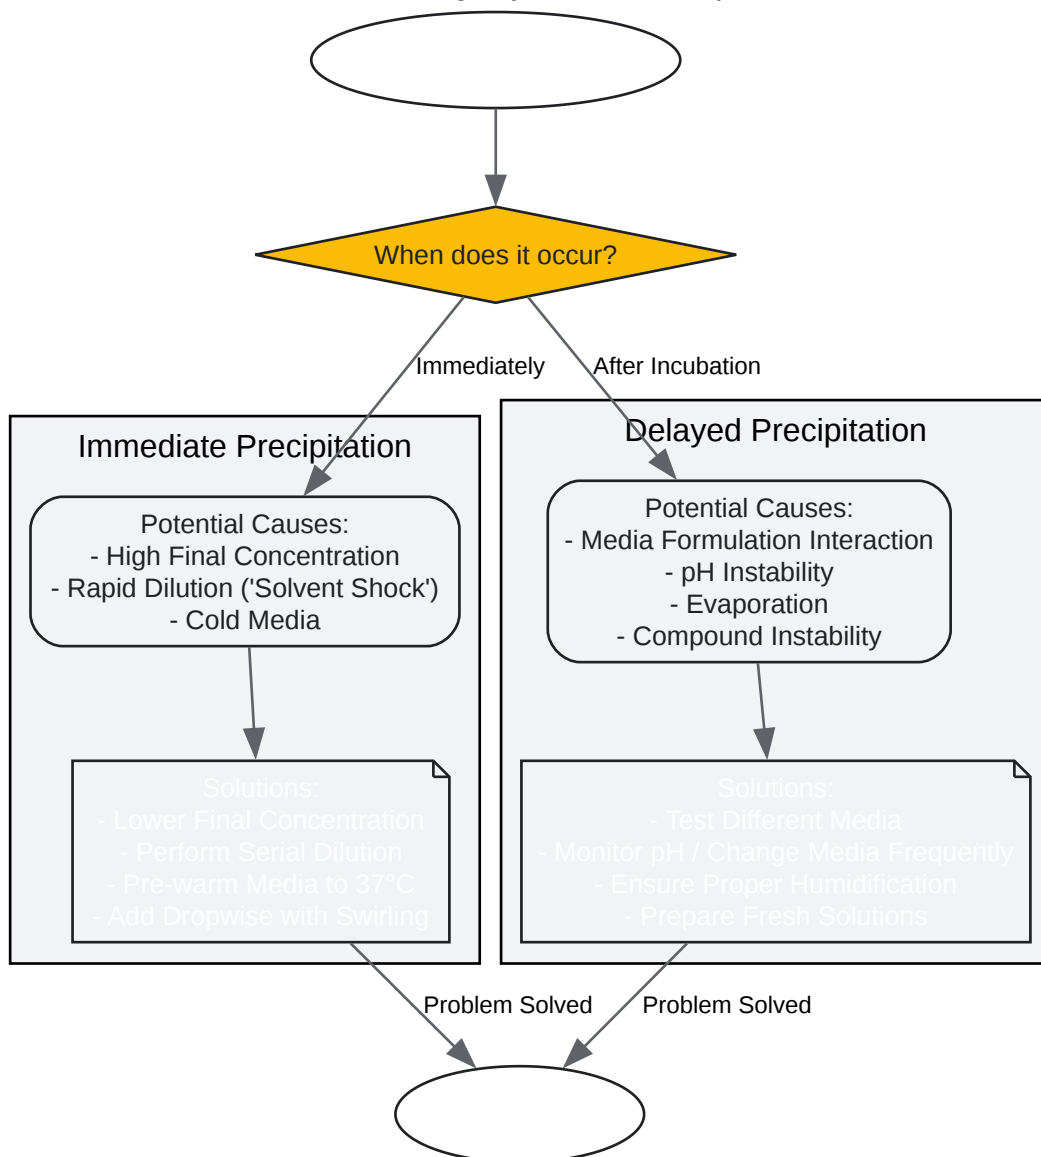 When does it occur?
Immediately
After Incubation
Immediate Precipitation
Potential Causes:
- High Final Concentration
- Rapid Dilution ('Solvent Shock')
- Cold Media
Solutions:
- Lower Final Concentration
- Perform Serial Dilution
- Pre-warm Media to 37°C
- Add Dropwise with Swirling
Delayed Precipitation
Potential Causes:
- Media Formulation Interaction
- pH Instability
- Evaporation
- Compound Instability
Solutions:
- Test Different Media
- Monitor pH / Change Media Frequently
- Ensure Proper Humidification
- Prepare Fresh Solutions
Problem Solved
Problem Solved